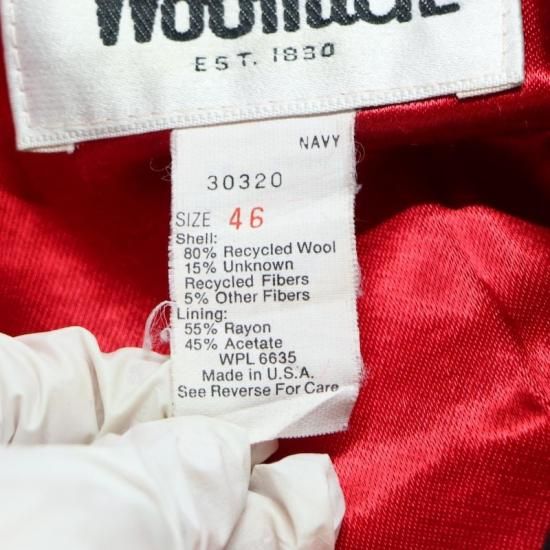 Woolrich
EST. 1830
NAVY
30320
SIZE 46
Shell:
80% Recycled Wool
15% Unknown
Recycled Fibers
5% Other Fibers
Lining:
55% Rayon
45% Acetate
WPL 6635
Made in U.S.A.
See Reverse For Care